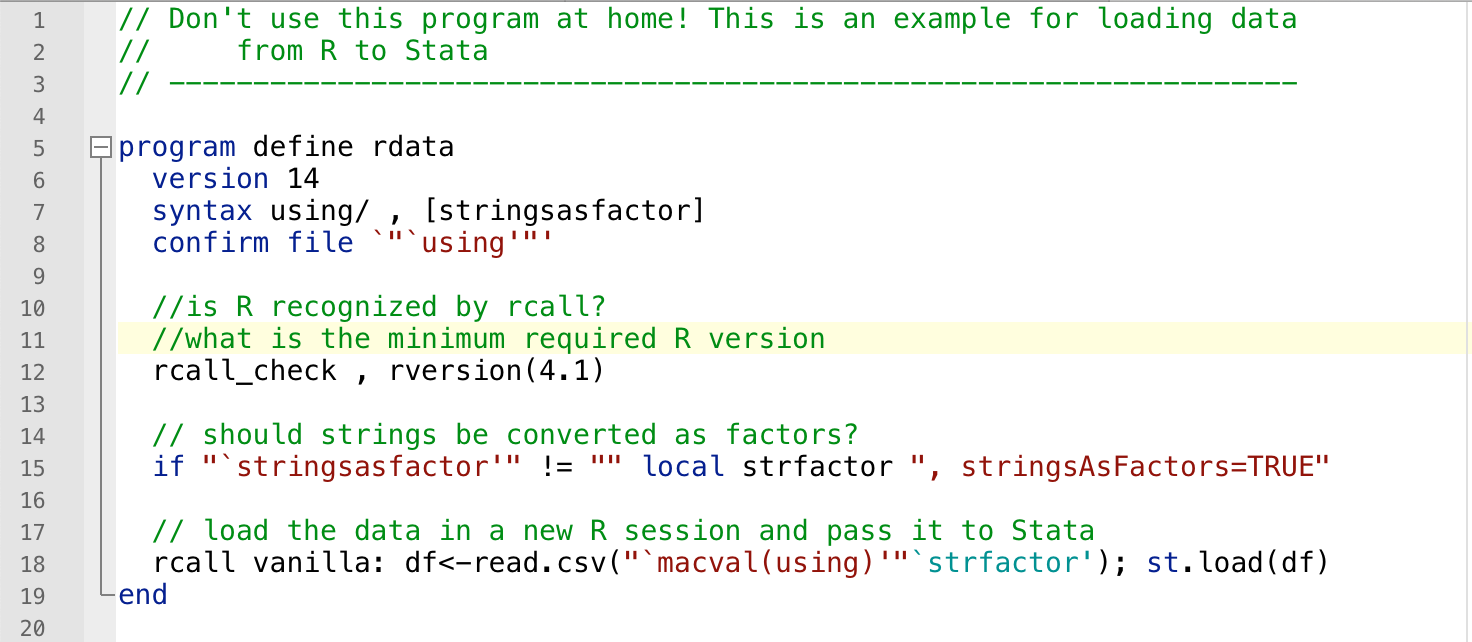 1 // Don't use this program at home! This is an example for loading data
2 //     from R to Stata
3 // -------------------------------------------------------------------
4
5 program define rdata
6   version 14
7   syntax using/ , [stringsasfactor]
8   confirm file `"`using'"'
9
10   //is R recognized by rcall?
11   //what is the minimum required R version
12   rcall_check , rversion(4.1)
13
14   // should strings be converted as factors?
15   if "`stringsasfactor'" != "" local strfactor ", stringsAsFactors=TRUE"
16
17   // load the data in a new R session and pass it to Stata
18   rcall vanilla: df<-read.csv("`macval(using)'"`strfactor'); st.load(df)
19 end
20